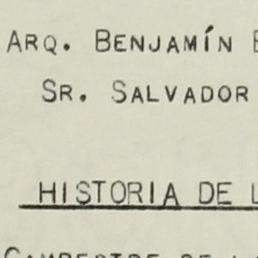 Arq. Benjamín
Sr. Salvador
HISTORIA DE